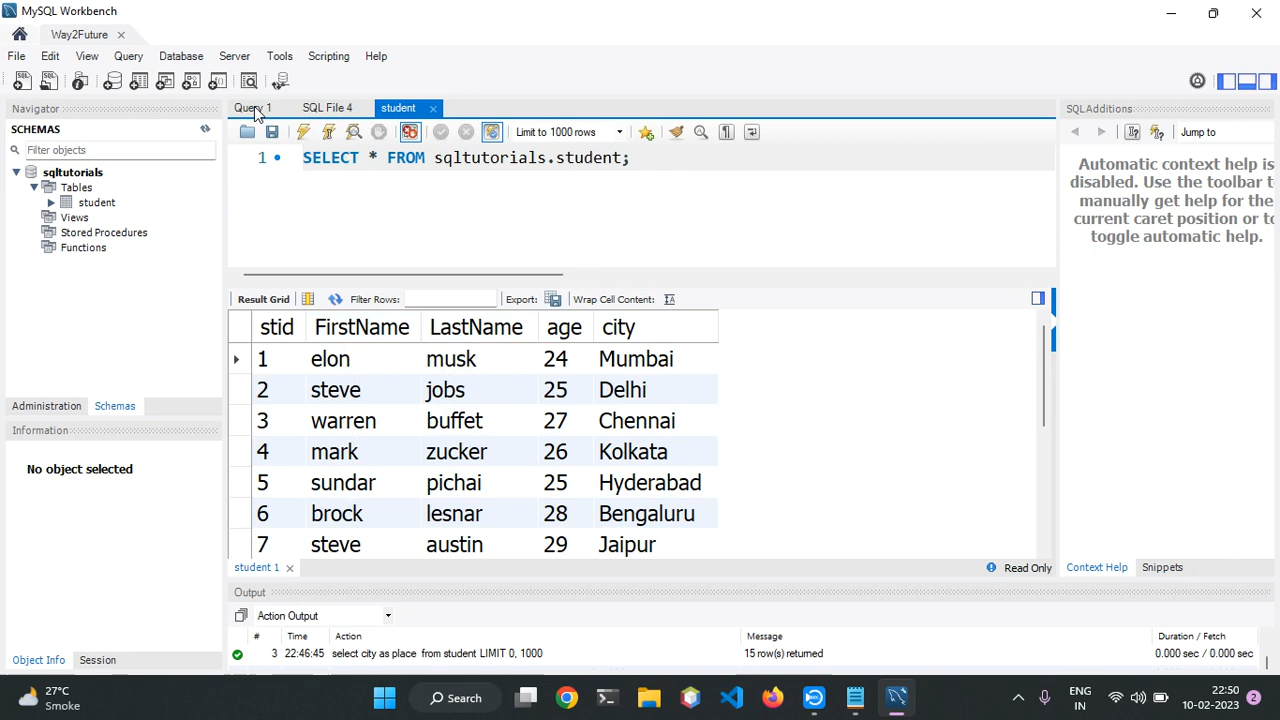 MySQL Workbench
Way2Future
File Edit View Query Database Server Tools Scripting Help
Navigator
SCHEMAS
Filter objects
sqltutorials
Tables
student
Views
Stored Procedures
Functions
Administration Schemas
Information
No object selected
Object Info Session
Query 1 SQL File 4 student
Limit to 1000 rows
1 SELECT * FROM sqltutorials.student;
Result Grid Filter Rows: Export: Wrap Cell Content:
stid FirstName LastName age city
1 elon musk 24 Mumbai
2 steve jobs 25 Delhi
3 warren buffet 27 Chennai
4 mark zucker 26 Kolkata
5 sundar pichai 25 Hyderabad
6 brock lesnar 28 Bengaluru
7 steve austin 29 Jaipur
student 1 Read Only
Output
Action Output
# Time Action Message Duration / Fetch
3 22:46:45 select city as place from student LIMIT 0, 1000 15 row(s) returned 0.000 sec / 0.000 sec
SQLAdditions
Jump to
Automatic context help is
disabled. Use the toolbar t
manually get help for the
current caret position or to
toggle automatic help.
Context Help Snippets
27°C
Smoke
Search
ENG
IN
22:50
10-02-2023
2